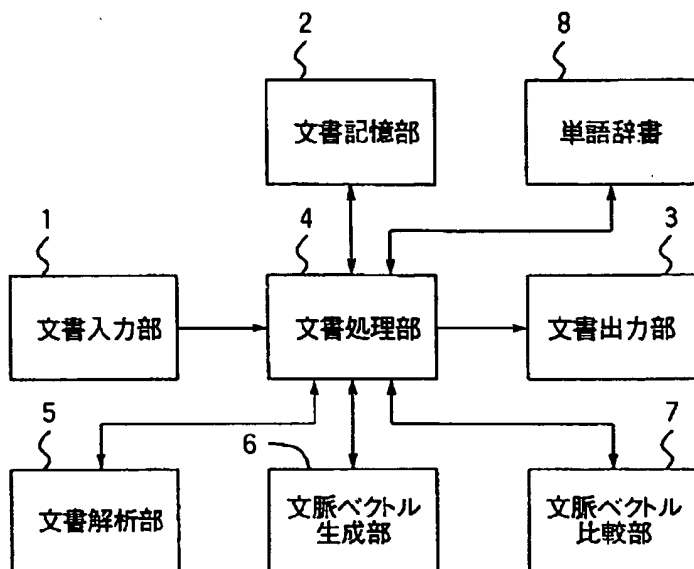 2
8
文書記憶部
単語辞書
1
4
3
文書入力部
文書処理部
文書出力部
5
6
7
文書解析部
文脈ベクトル
生成部
文脈ベクトル
比較部